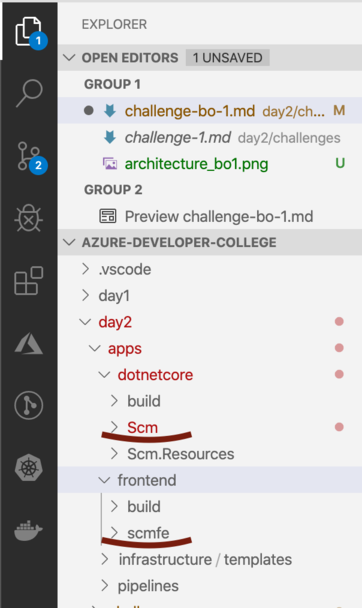 EXPLORER
1
OPEN EDITORS 1 UNSAVED
GROUP 1
challenge-bo-1.md day2/ch... M
challenge-1.md day2/challenges
architecture_bo1.png U
GROUP 2
Preview challenge-bo-1.md
2
AZURE-DEVELOPER-COLLEGE
.vscode
day1
day2
apps
dotnetcore
build
Scm
Scm.Resources
frontend
build
scmfe
infrastructure / templates
pipelines